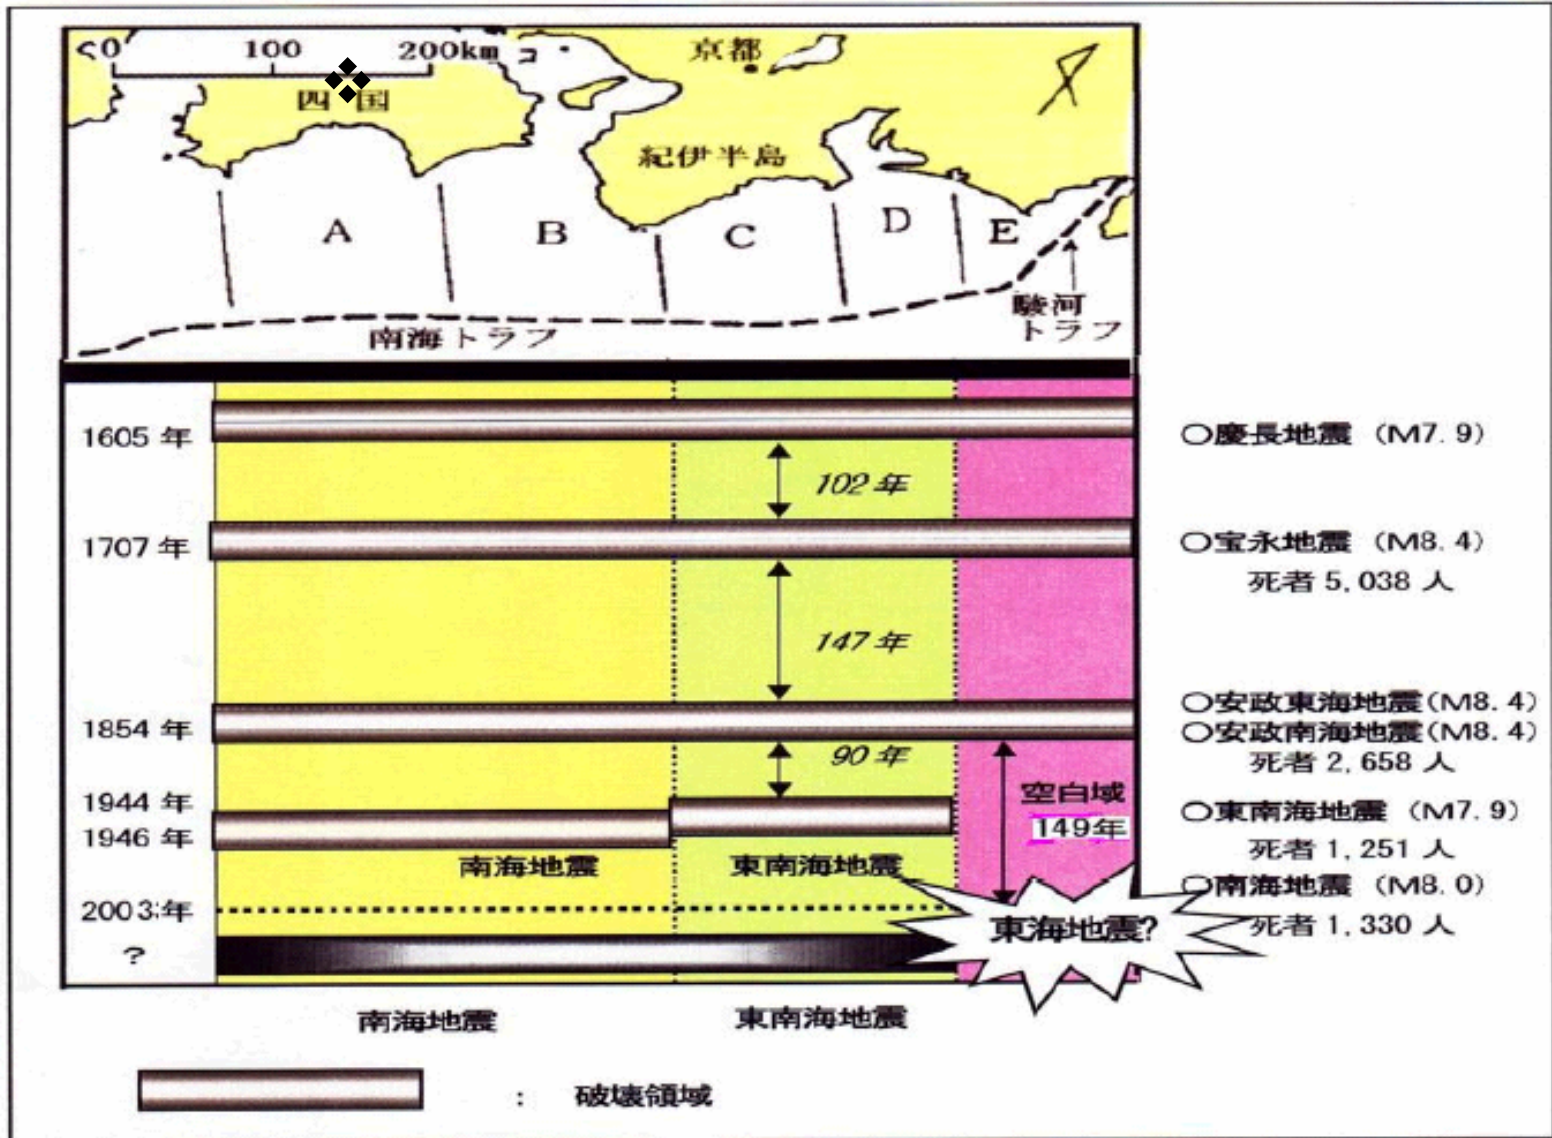 0 100 200km
京都
四国
紀伊半島
A B C D E
駿河
トラフ
南海トラフ
1605年
○慶長地震 (M7.9)
102年
1707年
○宝永地震 (M8.4)
死者5,038人
147年
1854年
○安政東海地震(M8.4)
○安政南海地震(M8.4)
死者2,658人
90年
空白域
149年
1944年
1946年
○東南海地震 (M7.9)
死者1,251人
南海地震
東南海地震
○南海地震 (M8.0)
死者1,330人
2003年
東海地震?
?
南海地震
東南海地震
: 破壊領域